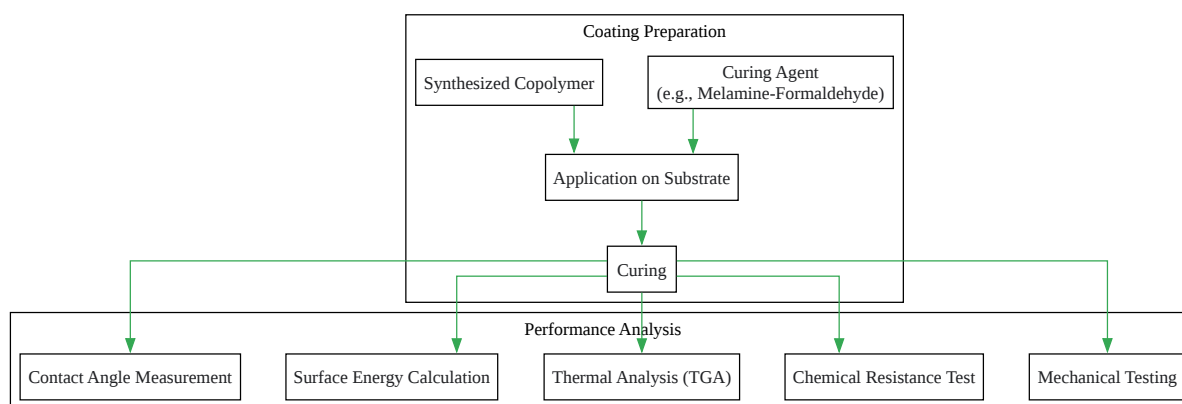 Coating Preparation
Synthesized Copolymer
Curing Agent
(e.g., Melamine-Formaldehyde)
Application on Substrate
Curing
Performance Analysis
Contact Angle Measurement
Surface Energy Calculation
Thermal Analysis (TGA)
Chemical Resistance Test
Mechanical Testing